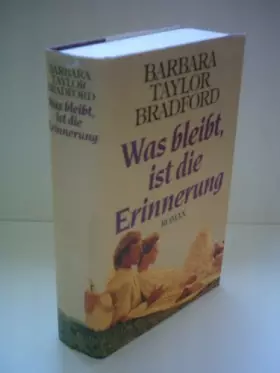 BARBARA
TAYLOR
BRADFORD
Was bleibt,
ist die
Erinnerung
BARBARA
TAYLOR
BRADFORD
Was bleibt,
ist die
Erinnerung
ROMAN